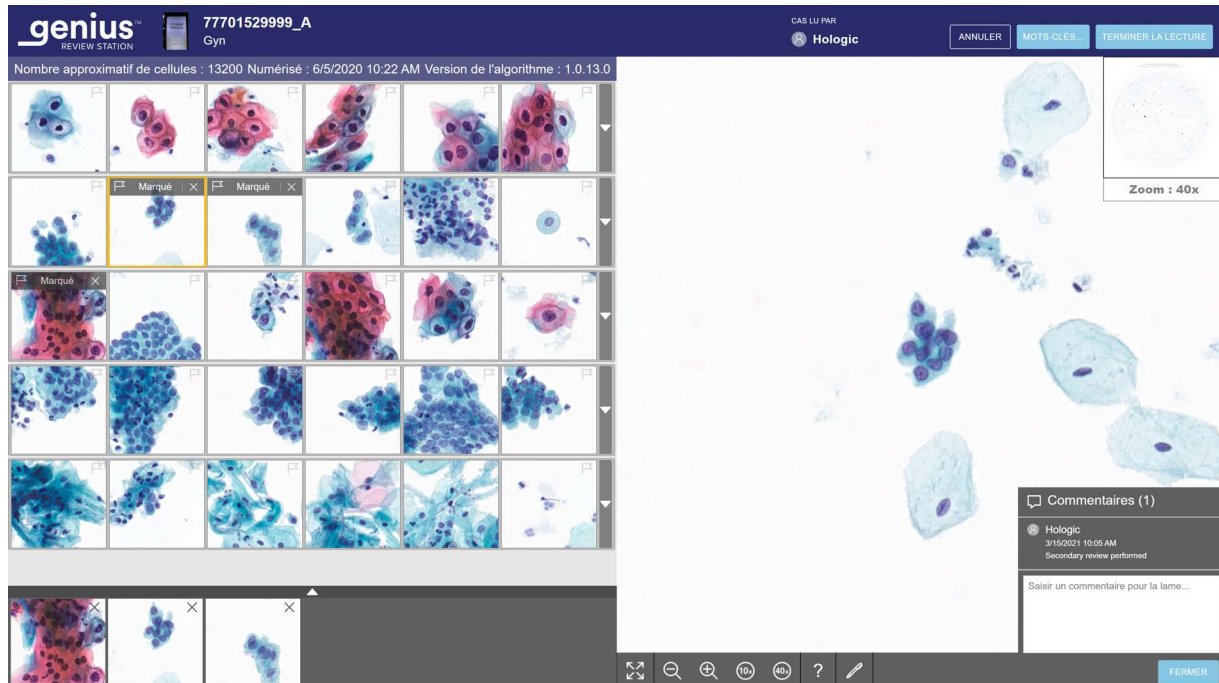 genius™
REVIEW STATION
77701529999_A
Gyn
CAS LU PAR
Hologic
ANNULER
MOTS-CLÉS...
TERMINER LA LECTURE
Nombre approximatif de cellules : 13200 Numérisé : 6/5/2020 10:22 AM Version de l'algorithme : 1.0.13.0
Zoom : 40x
Marqué
Marqué
Marqué
Commentaires (1)
Hologic
3/15/2021 10:05 AM
Secondary review performed
Saisir un commentaire pour la lame...
10x
40x
?
FERMER